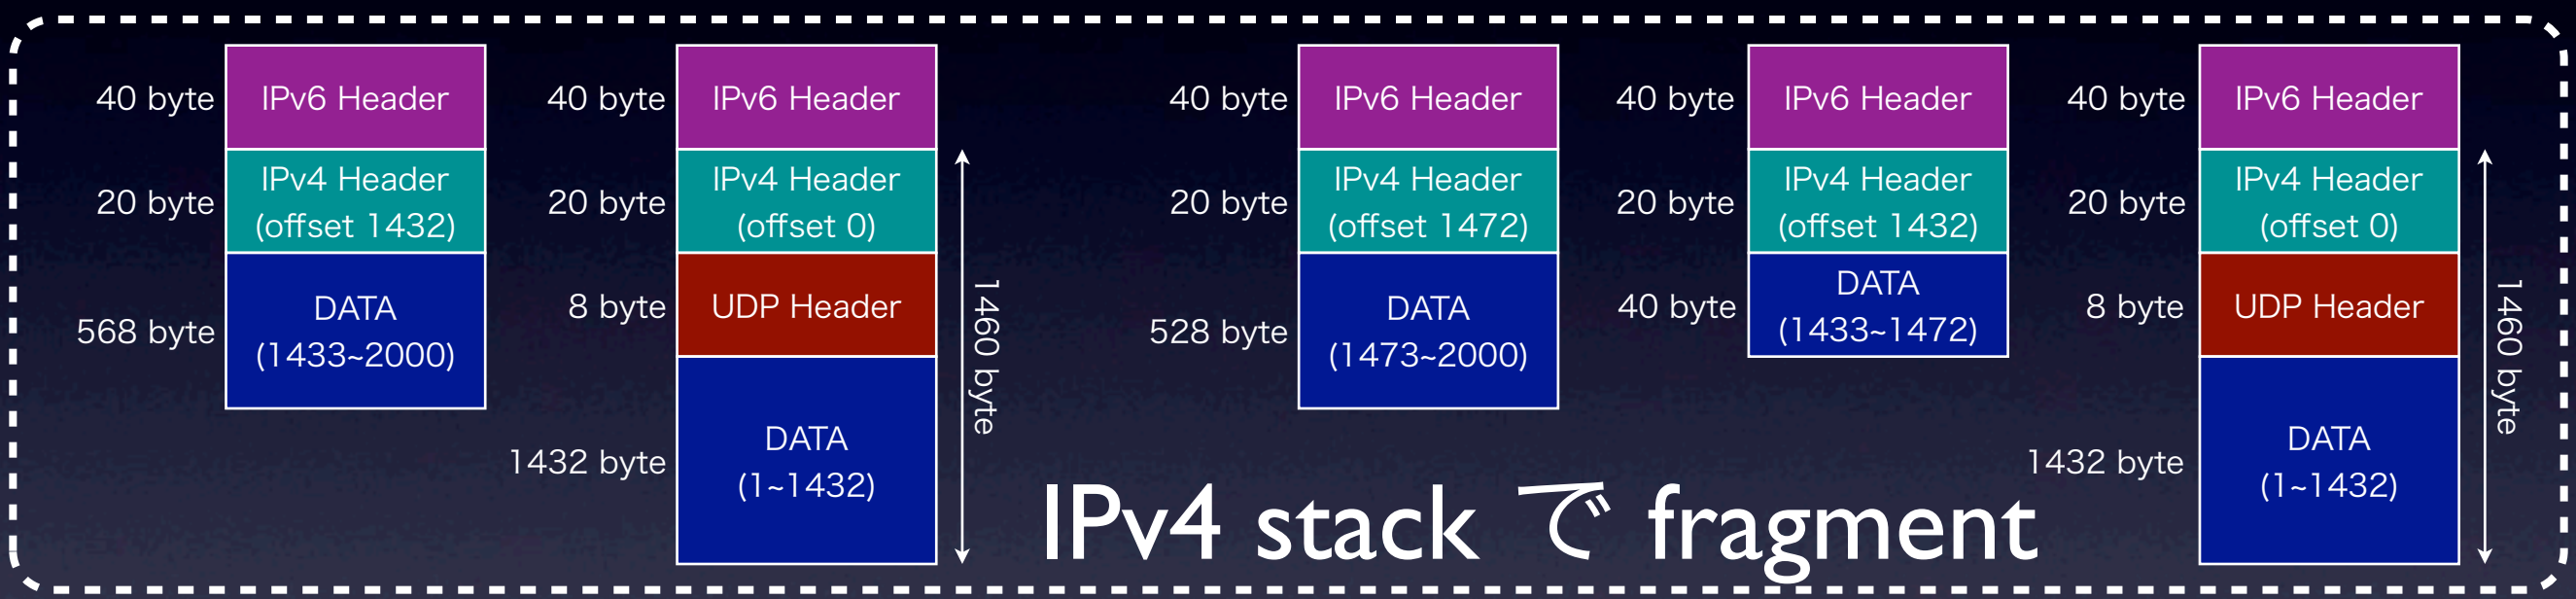 40 byte
IPv6 Header
20 byte
IPv4 Header
(offset 1432)
568 byte
DATA
(1433~2000)
40 byte
IPv6 Header
20 byte
IPv4 Header
(offset 0)
8 byte
UDP Header
1432 byte
DATA
(1~1432)
1460 byte
40 byte
IPv6 Header
20 byte
IPv4 Header
(offset 1472)
528 byte
DATA
(1473~2000)
40 byte
IPv6 Header
20 byte
IPv4 Header
(offset 1432)
40 byte
DATA
(1433~1472)
40 byte
IPv6 Header
20 byte
IPv4 Header
(offset 0)
8 byte
UDP Header
1432 byte
DATA
(1~1432)
1460 byte
IPv4 stack で fragment